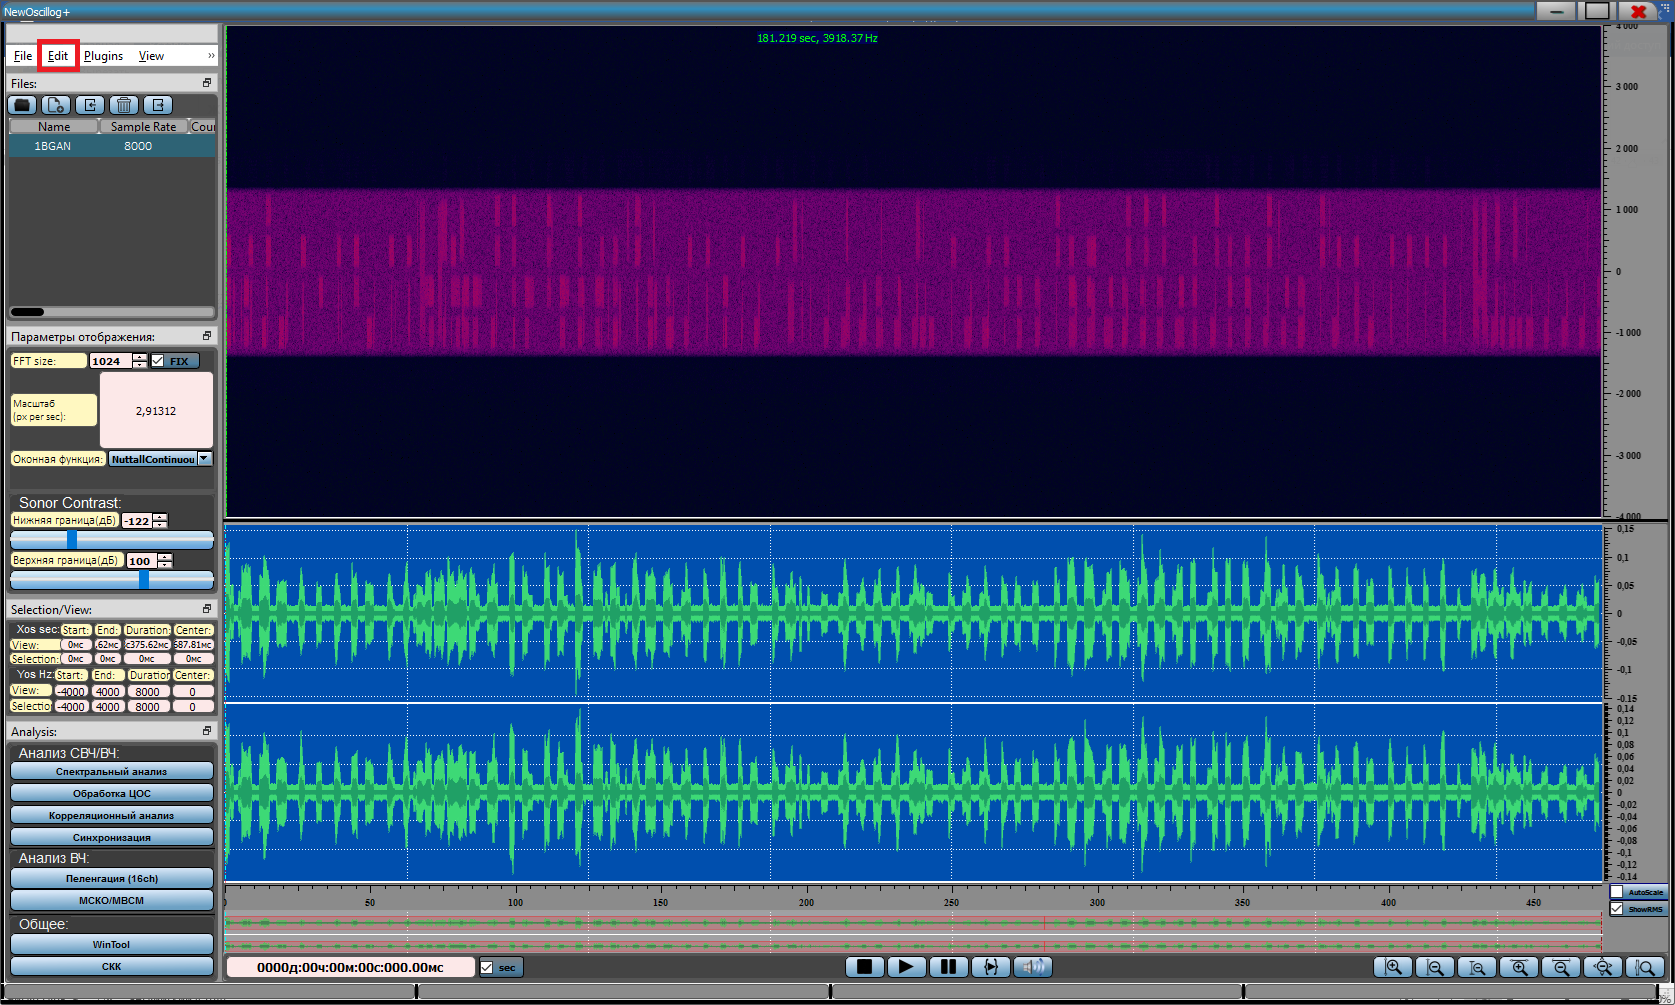 NewOscillog+
File Edit Plugins View »
Files:
Name Sample Rate Cour
1BGAN 8000
Параметры отображения:
FFT size: 1024 FIX
Масштаб
(px per sec):
2,91312
Оконная функция: NuttallContinuou
Sonor Contrast:
Нижняя граница(дБ) -122
Верхняя граница(дБ) 100
Selection/View:
Xos sec: Start: End: Duration: Center:
View: 0мс ,62мс c375.62мс 587.81мс
Selection: 0мс 0мс 0мс 0мс
Yos Hz: Start: End: Duration Center:
View: -4000 4000 8000 0
Selectio -4000 4000 8000 0
Analysis:
Анализ СВЧ/ВЧ:
Спектральный анализ
Обработка ЦОС
Корреляционный анализ
Синхронизация
Анализ ВЧ:
Пеленгация (16ch)
МСКО/МВСМ
Общее:
WinTool
СКК
181.219 sec, 3918.37 Hz
4 000
3 000
2 000
1 000
0
-1 000
-2 000
-3 000
-4 000
0,15
0,1
0,05
0
-0,05
-0,1
-0.15
0,14
0,12
0,1
0,08
0,06
0,04
0,02
0
-0,02
-0,04
-0,06
-0,08
-0,1
-0,12
-0,14
0 50 100 150 200 250 300 350 400 450
AutoScale
ShowRMS
0000д:00ч:00м:00с:000.00мс sec